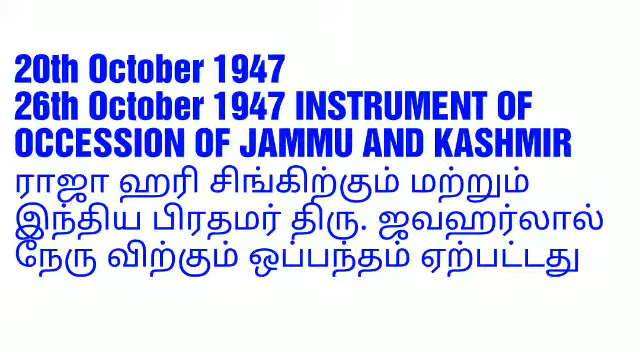 20th October 1947
26th October 1947 INSTRUMENT OF
OCCESSION OF JAMMU AND KASHMIR
ராஜா ஹரி சிங்கிற்கும் மற்றும்
இந்திய பிரதமர் திரு. ஜவஹர்லால்
நேரு விற்கும் ஒப்பந்தம் ஏற்பட்டது